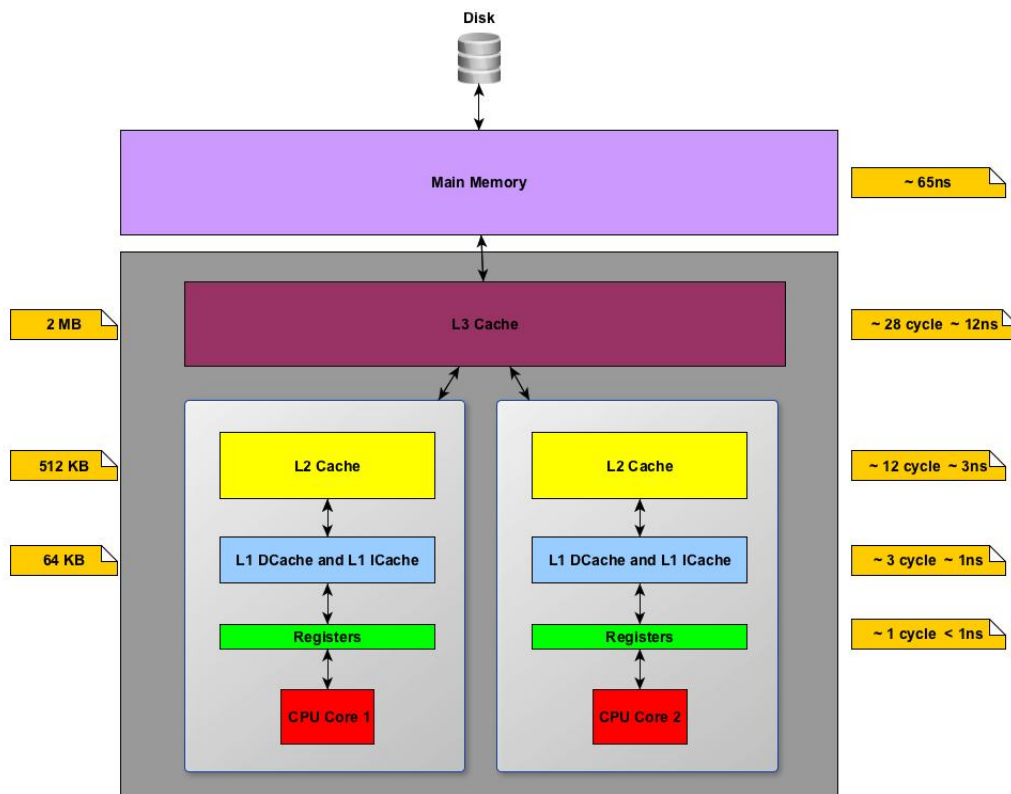 Disk
Main Memory
~ 65ns
2 MB
L3 Cache
~ 28 cycle ~ 12ns
512 KB
L2 Cache
L2 Cache
~ 12 cycle ~ 3ns
64 KB
L1 DCache and L1 ICache
L1 DCache and L1 ICache
~ 3 cycle ~ 1ns
Registers
Registers
~ 1 cycle < 1ns
CPU Core 1
CPU Core 2